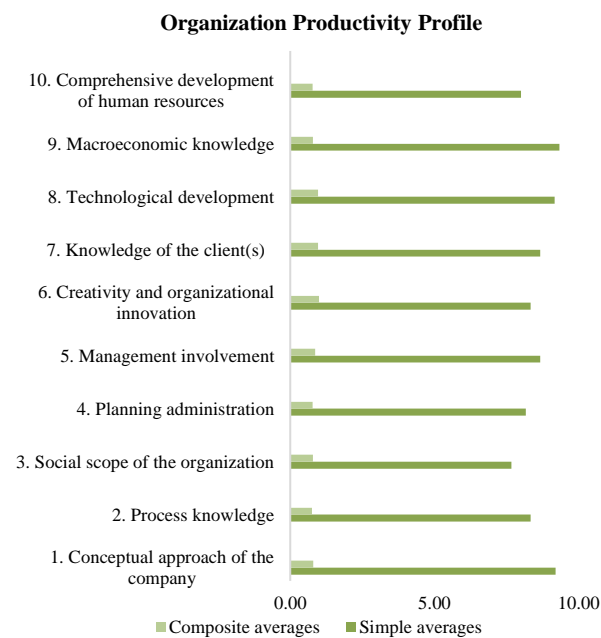 Organization Productivity Profile
10. Comprehensive development
of human resources
9. Macroeconomic knowledge
8. Technological development
7. Knowledge of the client(s)
6. Creativity and organizational
innovation
5. Management involvement
4. Planning administration
3. Social scope of the organization
2. Process knowledge
1. Conceptual approach of the
company
0.00 5.00 10.00
Composite averages Simple averages